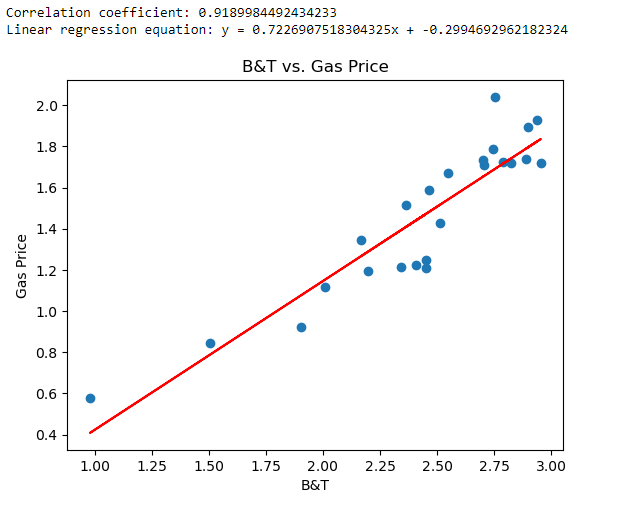 Correlation coefficient: 0.9189984492434233
Linear regression equation: y = 0.7226907518304325x + -0.2994692962182324
B&T vs. Gas Price
2.0
1.8
1.6
1.4
1.2
1.0
0.8
0.6
0.4
Gas Price
1.00 1.25 1.50 1.75 2.00 2.25 2.50 2.75 3.00
B&T